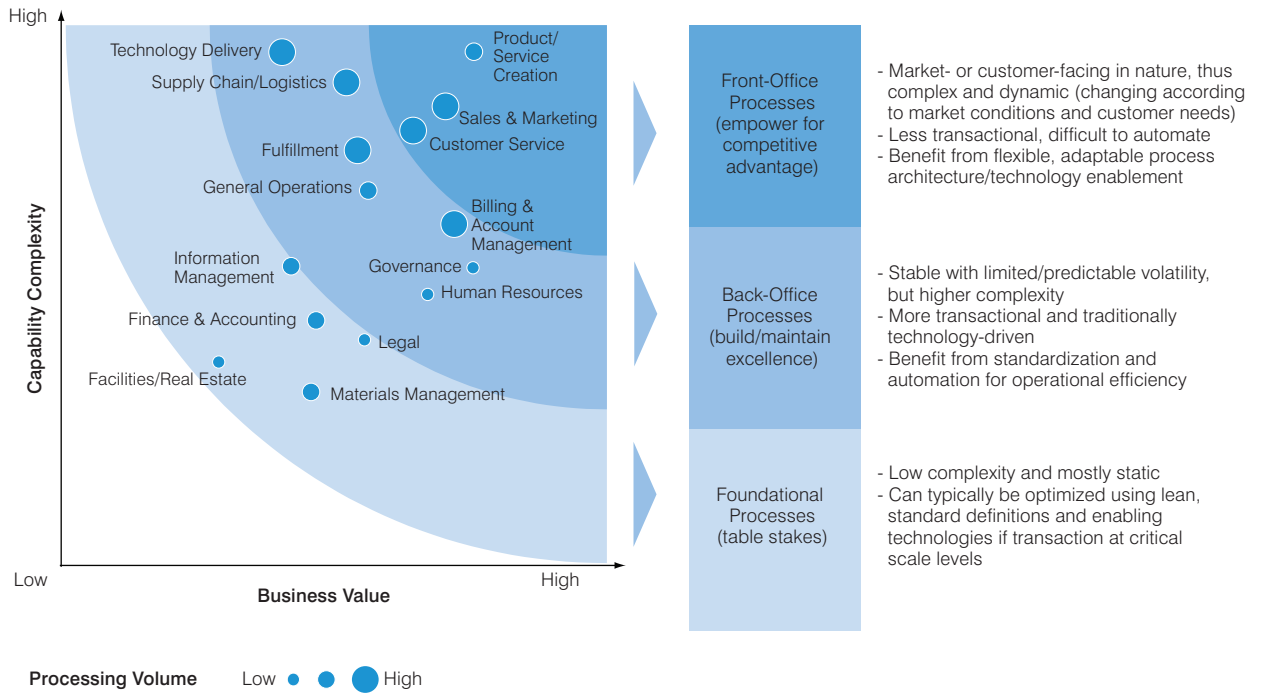 High
Technology Delivery
Supply Chain/Logistics
Product/
Service
Creation
Sales & Marketing
Customer Service
Fulfillment
General Operations
Billing &
Account
Management
Information
Management
Governance
Human Resources
Finance & Accounting
Legal
Facilities/Real Estate
Materials Management
Capability Complexity
Low
High
Business Value
Processing Volume
Low
High
Front-Office
Processes
(empower for
competitive
advantage)
- Market- or customer-facing in nature, thus
complex and dynamic (changing according
to market conditions and customer needs)
- Less transactional, difficult to automate
- Benefit from flexible, adaptable process
architecture/technology enablement
Back-Office
Processes
(build/maintain
excellence)
- Stable with limited/predictable volatility,
but higher complexity
- More transactional and traditionally
technology-driven
- Benefit from standardization and
automation for operational efficiency
Foundational
Processes
(table stakes)
- Low complexity and mostly static
- Can typically be optimized using lean,
standard definitions and enabling
technologies if transaction at critical
scale levels